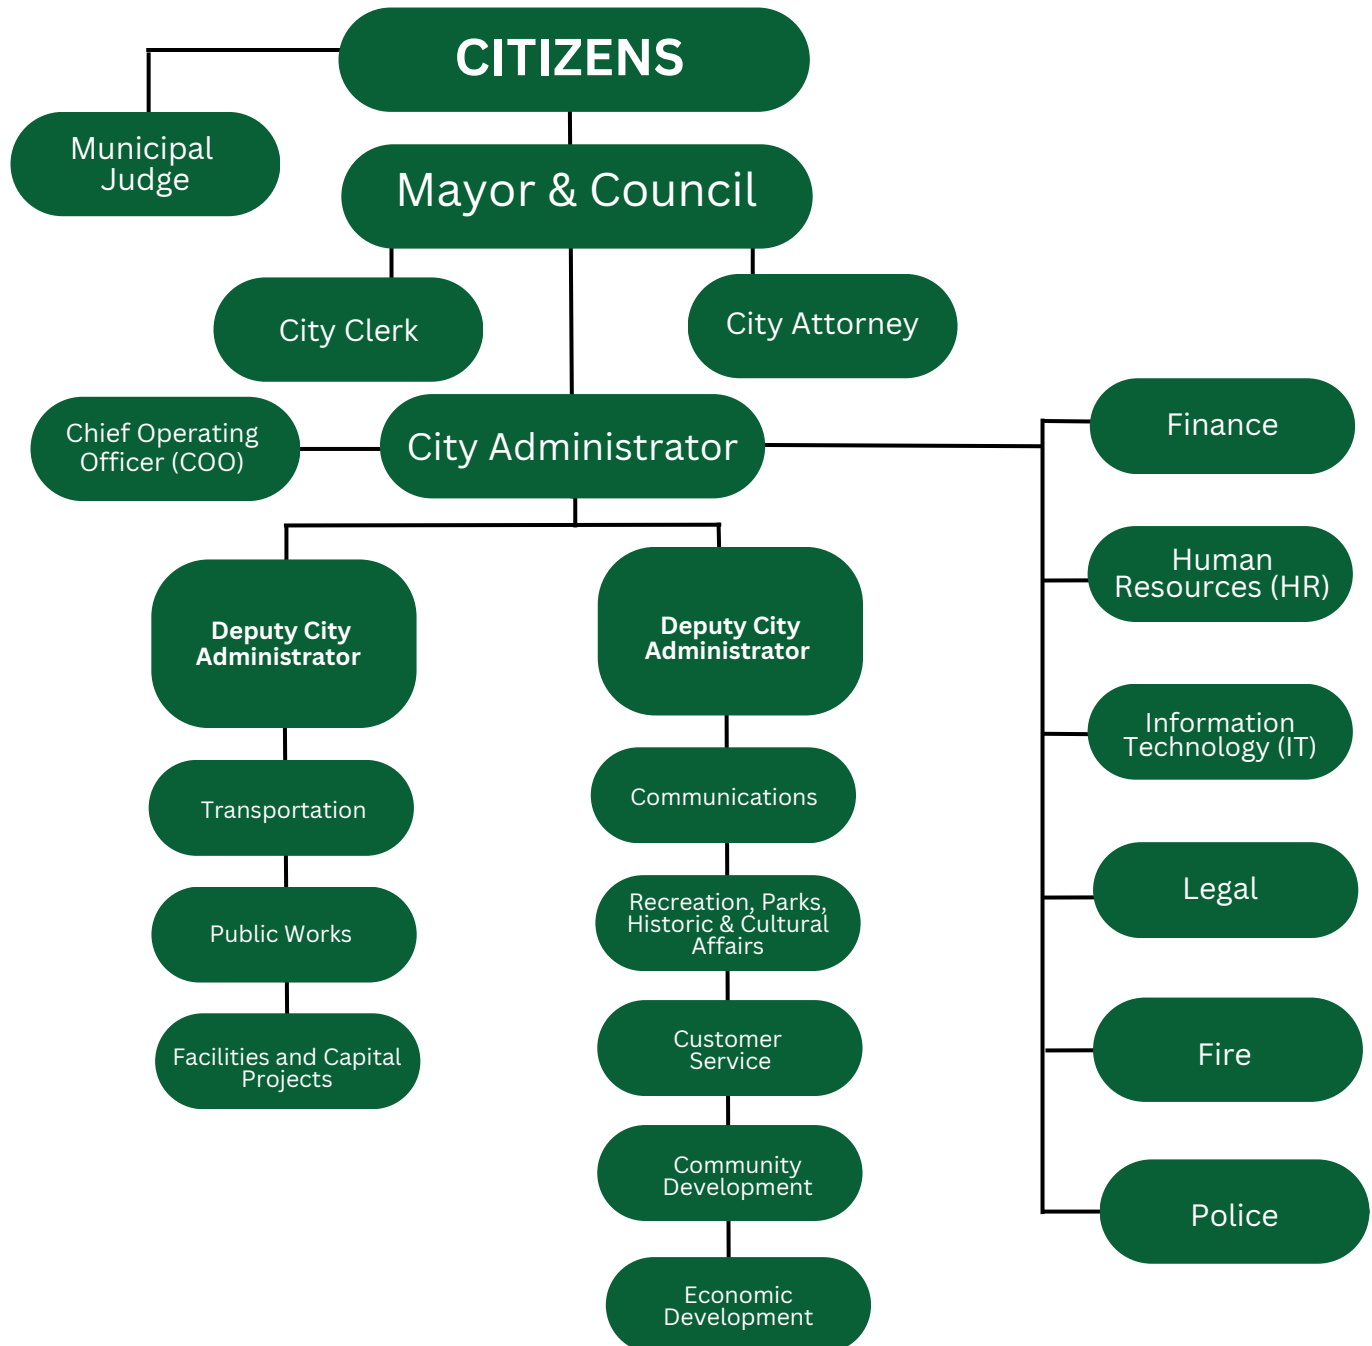 CITIZENS
Municipal
Judge
Mayor & Council
City Clerk
City Attorney
Chief Operating
Officer (COO)
City Administrator
Finance
Human
Resources (HR)
Information
Technology (IT)
Legal
Fire
Police
Deputy City
Administrator
Transportation
Public Works
Facilities and Capital
Projects
Deputy City
Administrator
Communications
Recreation, Parks,
Historic & Cultural
Affairs
Customer
Service
Community
Development
Economic
Development